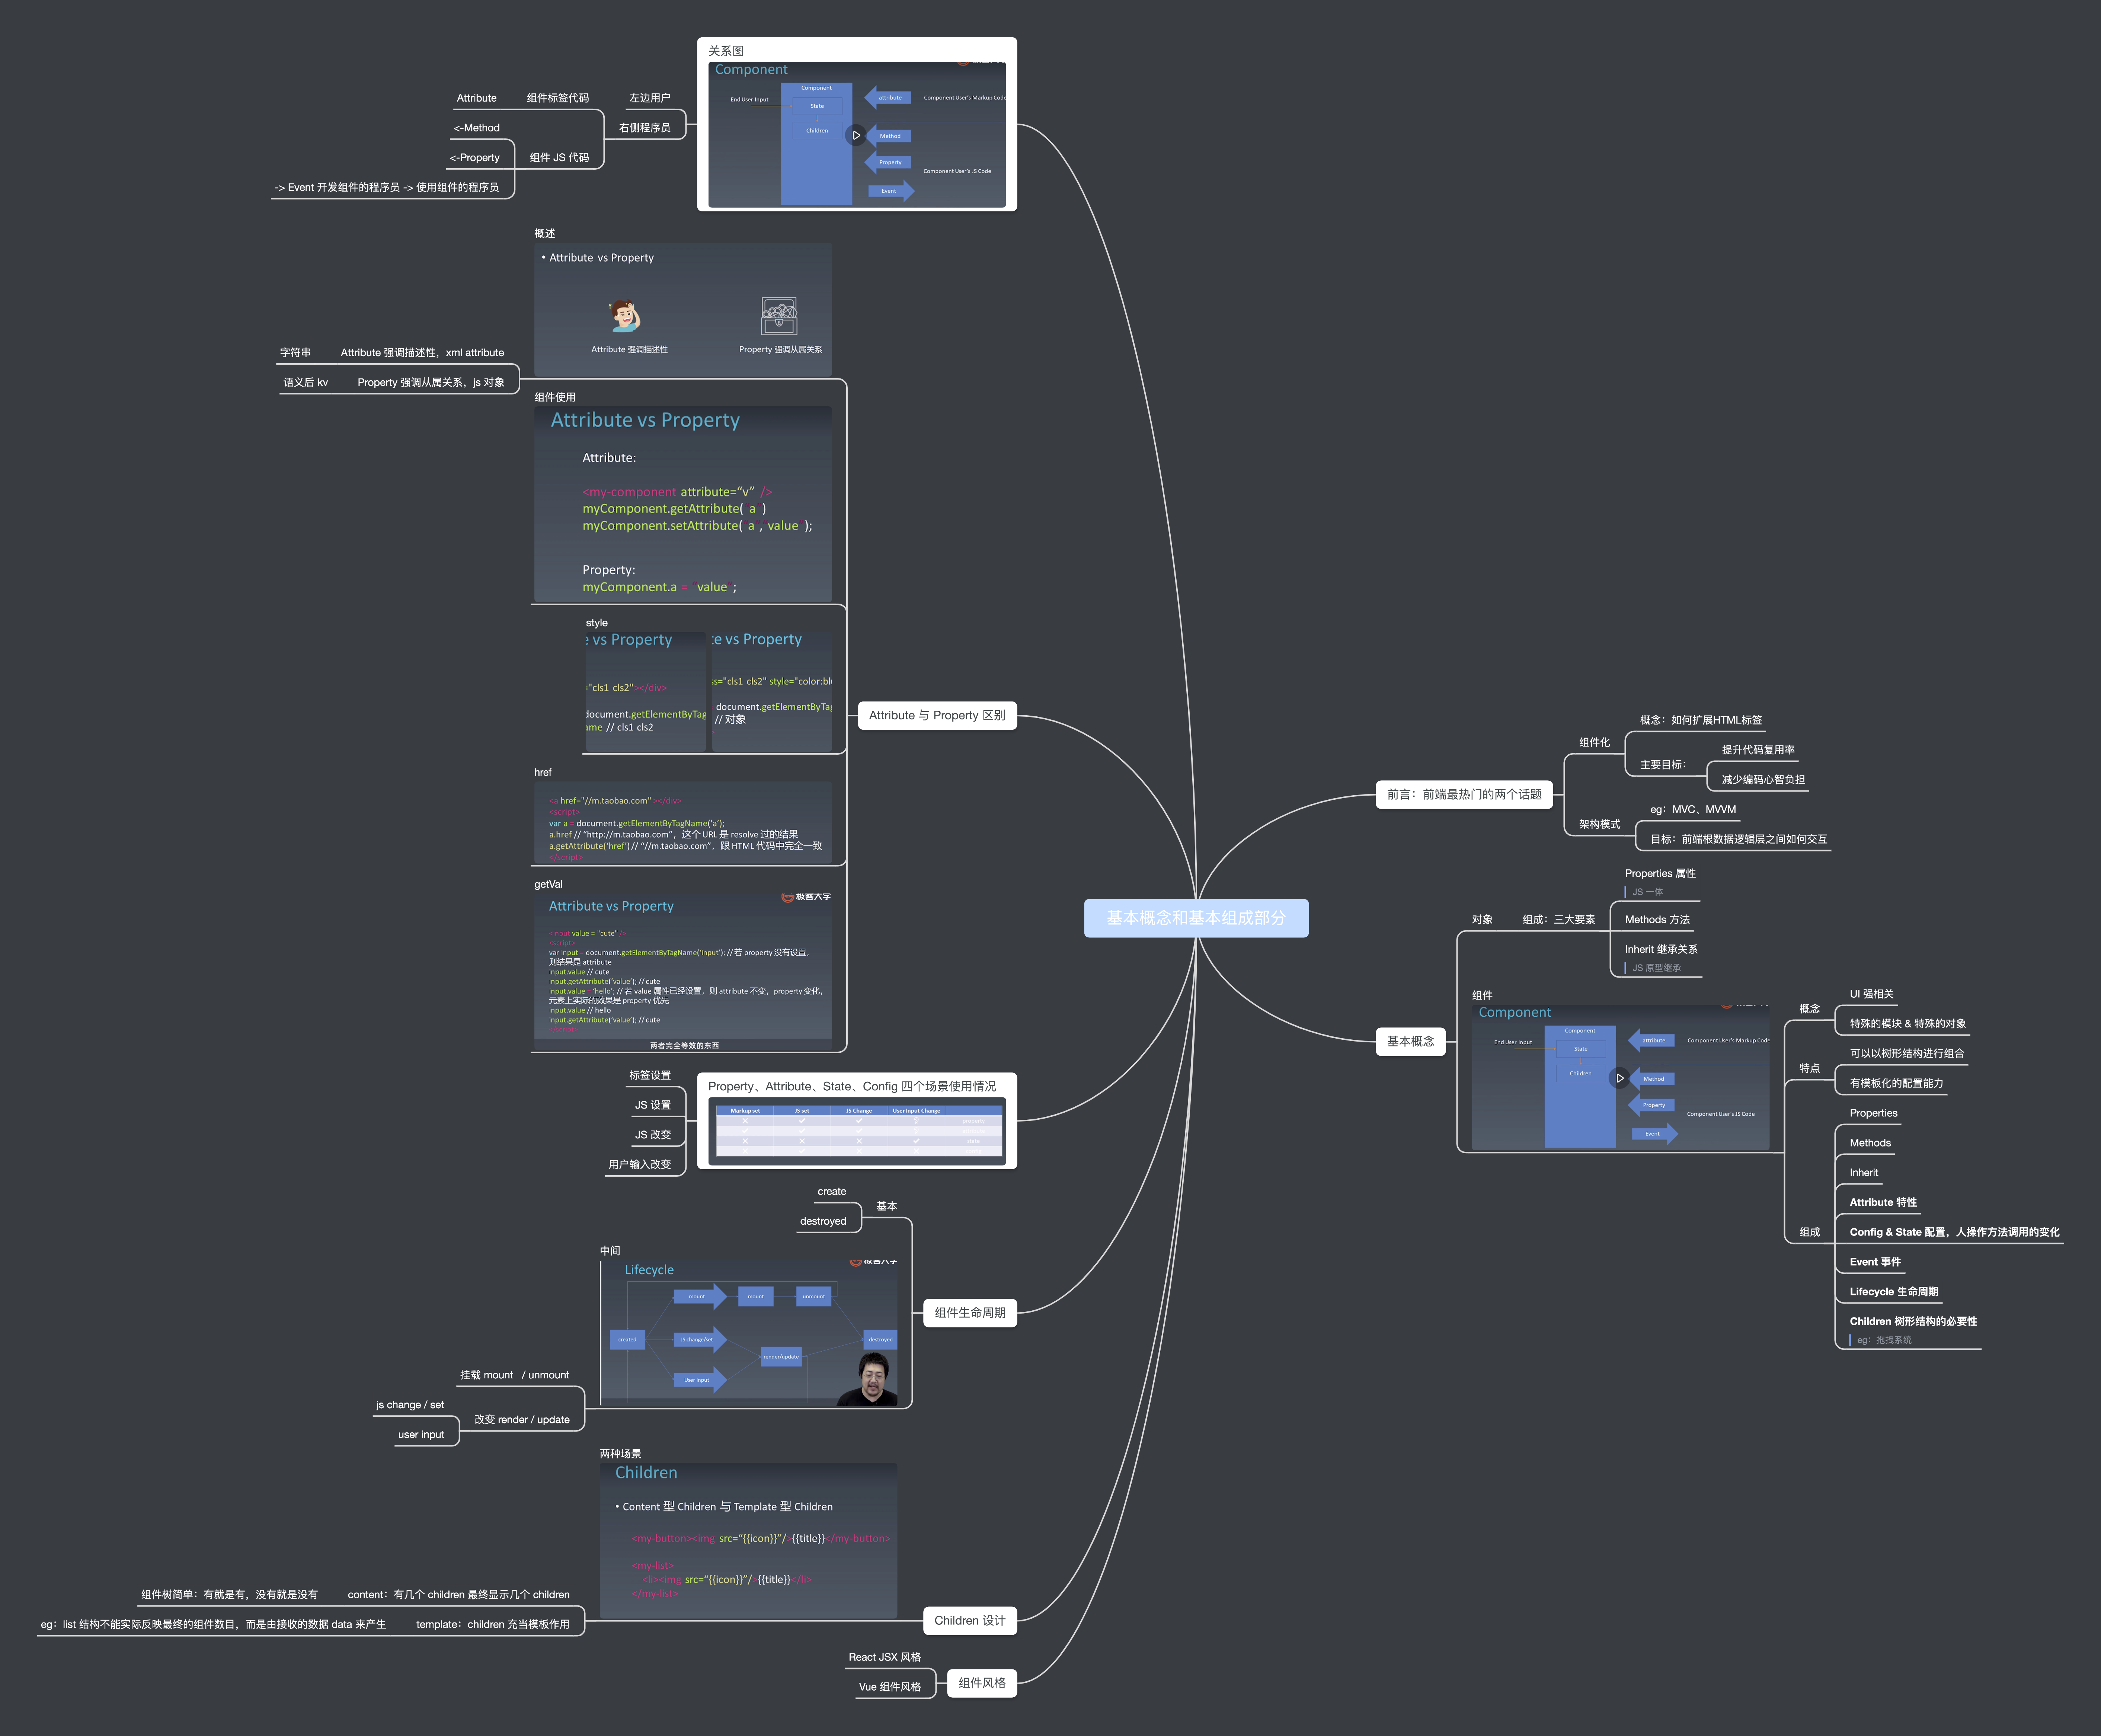 基本概念和基本组成部分
前言：前端最热门的两个话题
组件化
概念：如何扩展HTML标签
主要目标：
提升代码复用率
减少编码心智负担
架构模式
eg：MVC、MVVM
目标：前端根数据逻辑层之间如何交互
基本概念
对象
组成：三大要素
Properties 属性
JS 一体
Methods 方法
Inherit 继承关系
JS 原型继承
组件
Component
Component
End User Input
State
Children
attribute
Component User's Markup Code
Method
Property
Component User's JS Code
Event
概念
UI 强相关
特殊的模块 & 特殊的对象
特点
可以以树形结构进行组合
有模板化的配置能力
组成
Properties
Methods
Inherit
Attribute 特性
Config & State 配置，人操作方法调用的变化
Event 事件
Lifecycle 生命周期
Children 树形结构的必要性
eg：拖拽系统
关系图
Component
Component
End User Input
State
Children
attribute
Component User's Markup Code
Method
Property
Component User's JS Code
Event
左边用户
右侧程序员
组件标签代码
Attribute
组件 JS 代码
<-Method
<-Property
-> Event 开发组件的程序员 -> 使用组件的程序员
Attribute 与 Property 区别
概述
• Attribute vs Property
Attribute 强调描述性
Property 强调从属关系
Attribute 强调描述性，xml attribute
字符串
Property 强调从属关系，js 对象
语义后 kv
组件使用
Attribute vs Property
Attribute:
<my-component attribute=“v” />
myComponent.getAttribute("a")
myComponent.setAttribute("a", "value");
Property:
myComponent.a = "value";
style
vs Property
"cls1 cls2"></div>
document.getElementByTag
// cls1 cls2
vs Property
ss="cls1 cls2" style="color:blu
document.getElementByTag
// 对象
href
<a href="//m.taobao.com" ></div>
<script>
var a = document.getElementByTagName('a');
a.href // “http://m.taobao.com”，这个 URL 是 resolve 过的结果
a.getAttribute('href') // “//m.taobao.com”，跟 HTML 代码中完全一致
</script>
getVal
极客大学
Attribute vs Property
<input value = "cute" />
<script>
var input = document.getElementByTagName('input'); // 若 property 没有设置，
则结果是 attribute
input.value // cute
input.getAttribute('value'); // cute
input.value = 'hello'; // 若 value 属性已经设置，则 attribute 不变，property 变化，
元素上实际的效果是 property 优先
input.value // hello
input.getAttribute('value'); // cute
</script>
两者完全等效的东西
Property、Attribute、State、Config 四个场景使用情况
Markup set JS set JS Change User Input Change
property
state
标签设置
JS 设置
JS 改变
用户输入改变
组件生命周期
基本
create
destroyed
中间
极客大学
Lifecycle
mount
mount
unmount
created
JS change/set
destroyed
render/update
User Input
挂载 mount / unmount
改变 render / update
js change / set
user input
Children 设计
两种场景
Children
• Content 型 Children 与 Template 型 Children
<my-button><img src=“{{icon}}”/>{{title}}</my-button>
<my-list>
<li><img src=“{{icon}}”/>{{title}}</li>
</my-list>
content：有几个 children 最终显示几个 children
组件树简单：有就是有，没有就是没有
template：children 充当模板作用
eg：list 结构不能实际反映最终的组件数目，而是由接收的数据 data 来产生
组件风格
React JSX 风格
Vue 组件风格